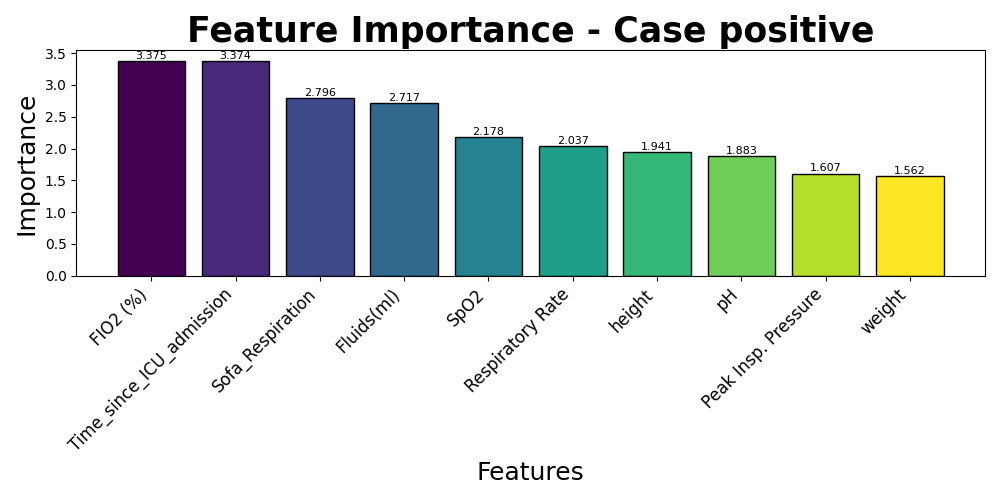 Feature Importance - Case positive
Importance
3.5
3.0
2.5
2.0
1.5
1.0
0.5
0.0
3.375
3.374
2.796
2.717
2.178
2.037
1.941
1.883
1.607
1.562
FIO2 (%)
Time_since_ICU_admission
Sofa_Respiration
Fluids(ml)
SpO2
Respiratory Rate
height
pH
Peak Insp. Pressure
weight
Features